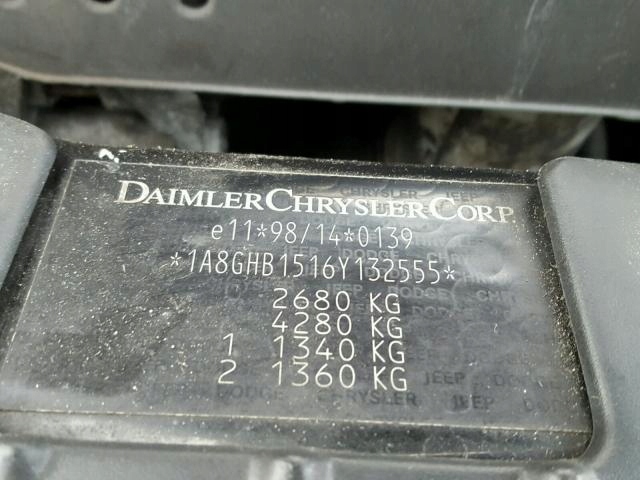 DAIMLERCHRYSLER CORP.
e11*98/14*0139
*1A8GHB1516Y132555*
2680 KG
4280 KG
1 1340 KG
2 1360 KG